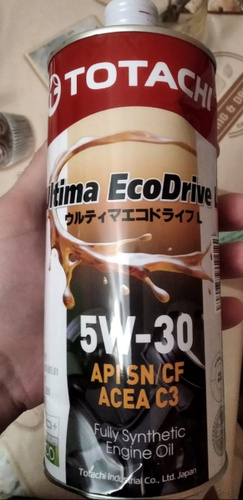 TOTACHI
Ultima EcoDrive L
ウルティマエコドライブ L
5W-30
API SN/CF
ACEA C3
Fully Synthetic
Engine Oil
Totachi Industrial Co., Ltd. Japan